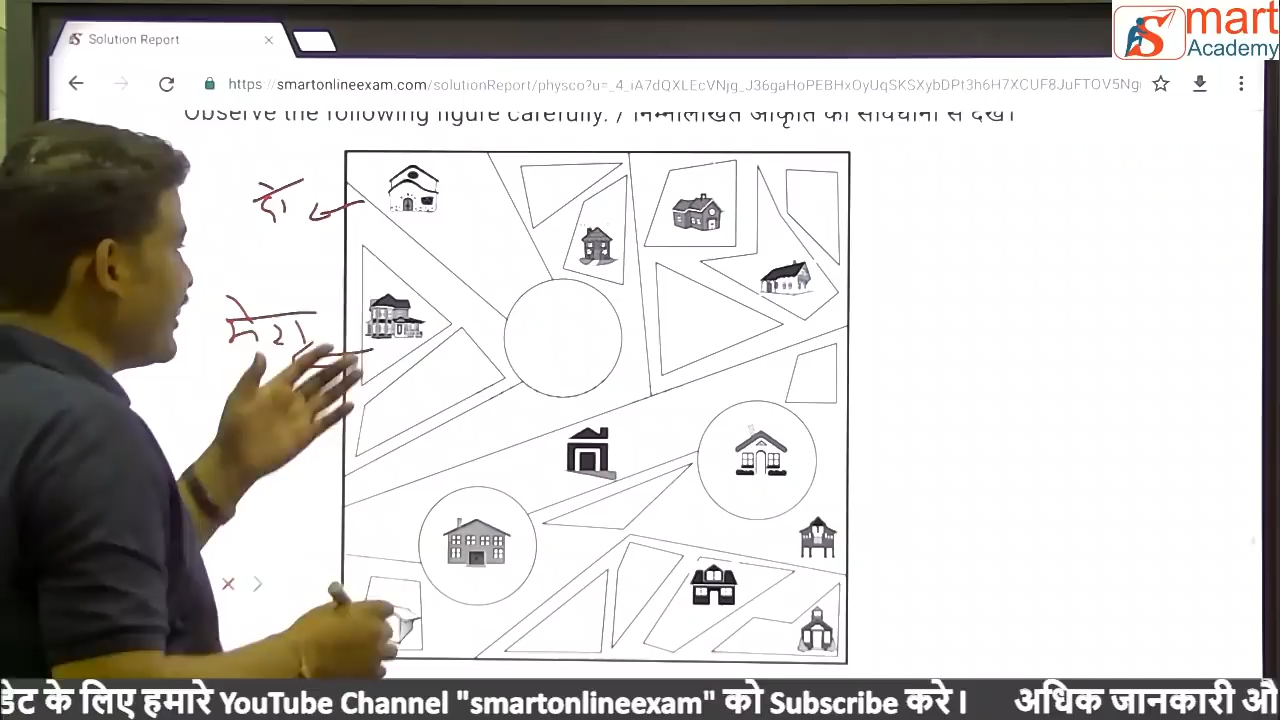 Smart
Academy
Solution Report
https://smartonlineexam.com/solutionReport/physco?u=_4_iA7dQXLEcVNjg_J36gaHoPEBHxOyUqSKSXybDPt3h6H7XCUF8JuFTOV5Ng
Observe the following figure carefully. / निम्नलिखित आकृति को सावधानी से देखें।
डेट के लिए हमारे YouTube Channel "smartonlineexam" को Subscribe करे। अधिक जानकारी औ